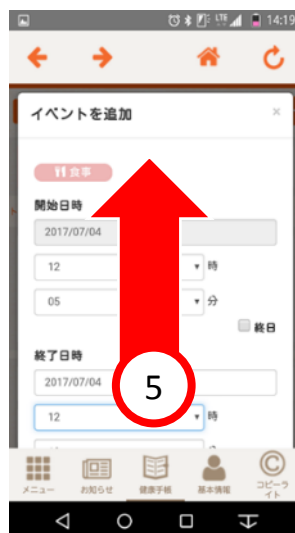 LTE 14:19
イベントを追加 ×
食事
開始日時
2017/07/04
12 時
05 分
終日
終了日時
2017/07/04
5
12 時
メニュー お知らせ 健康手帳 基本情報 コピーライト